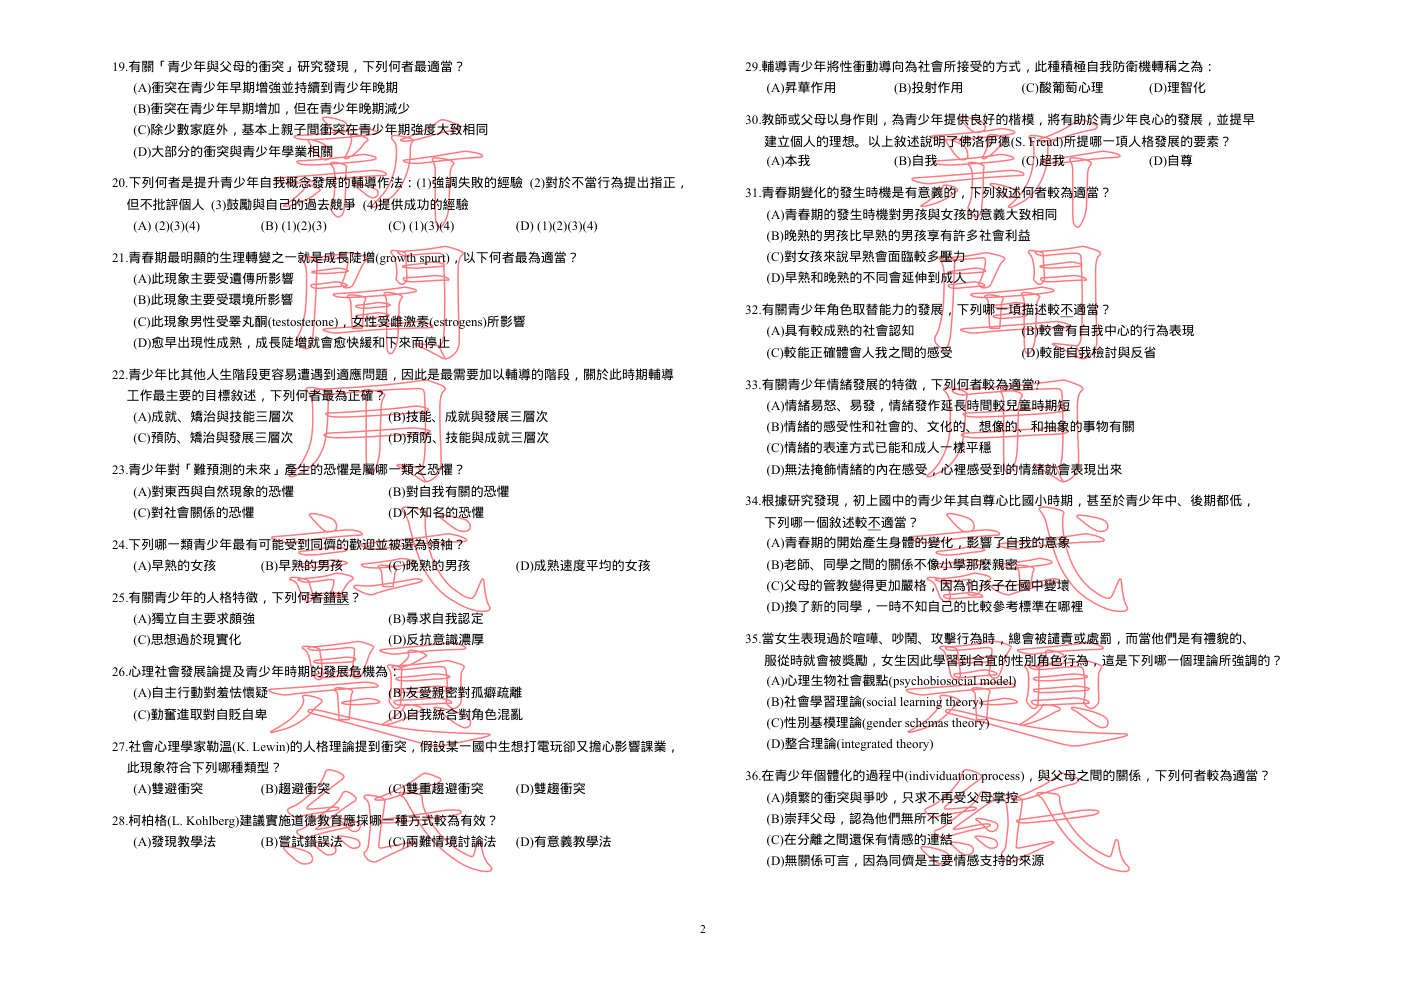 19.有關「青少年與父母的衝突」研究發現，下列何者最適當？
(A)衝突在青少年早期增強並持續到青少年晚期
(B)衝突在青少年早期增加，但在青少年晚期減少
(C)除少數家庭外，基本上親子間衝突在青少年期強度大致相同
(D)大部分的衝突與青少年學業相關
20.下列何者是提升青少年自我概念發展的輔導作法：(1)強調失敗的經驗 (2)對於不當行為提出指正，
但不批評個人 (3)鼓勵與自己的過去競爭 (4)提供成功的經驗
(A) (2)(3)(4) (B) (1)(2)(3) (C) (1)(3)(4) (D) (1)(2)(3)(4)
21.青春期最明顯的生理轉變之一就是成長陡增(growth spurt)，以下何者最為適當？
(A)此現象主要受遺傳所影響
(B)此現象主要受環境所影響
(C)此現象男性受睪丸酮(testosterone)，女性受雌激素(estrogens)所影響
(D)愈早出現性成熟，成長陡增就會愈快緩和下來而停止
22.青少年比其他人生階段更容易遭遇到適應問題，因此是最需要加以輔導的階段，關於此時期輔導
工作最主要的目標敘述，下列何者最為正確？
(A)成就、矯治與技能三層次 (B)技能、成就與發展三層次
(C)預防、矯治與發展三層次 (D)預防、技能與成就三層次
23.青少年對「難預測的未來」產生的恐懼是屬哪一類之恐懼？
(A)對東西與自然現象的恐懼 (B)對自我有關的恐懼
(C)對社會關係的恐懼 (D)不知名的恐懼
24.下列哪一類青少年最有可能受到同儕的歡迎並被選為領袖？
(A)早熟的女孩 (B)早熟的男孩 (C)晚熟的男孩 (D)成熟速度平均的女孩
25.有關青少年的人格特徵，下列何者錯誤？
(A)獨立自主要求頗強 (B)尋求自我認定
(C)思想過於現實化 (D)反抗意識濃厚
26.心理社會發展論提及青少年時期的發展危機為：
(A)自主行動對羞怯懷疑 (B)友愛親密對孤癖疏離
(C)勤奮進取對自貶自卑 (D)自我統合對角色混亂
27.社會心理學家勒溫(K. Lewin)的人格理論提到衝突，假設某一國中生想打電玩卻又擔心影響課業，
此現象符合下列哪種類型？
(A)雙避衝突 (B)趨避衝突 (C)雙重趨避衝突 (D)雙趨衝突
28.柯柏格(L. Kohlberg)建議實施道德教育應採哪一種方式較為有效？
(A)發現教學法 (B)嘗試錯誤法 (C)兩難情境討論法 (D)有意義教學法
29.輔導青少年將性衝動導向為社會所接受的方式，此種積極自我防衛機轉稱之為：
(A)昇華作用 (B)投射作用 (C)酸葡萄心理 (D)理智化
30.教師或父母以身作則，為青少年提供良好的楷模，將有助於青少年良心的發展，並提早
建立個人的理想。以上敘述說明了佛洛伊德(S. Freud)所提哪一項人格發展的要素？
(A)本我 (B)自我 (C)超我 (D)自尊
31.青春期變化的發生時機是有意義的，下列敘述何者較為適當？
(A)青春期的發生時機對男孩與女孩的意義大致相同
(B)晚熟的男孩比早熟的男孩享有許多社會利益
(C)對女孩來說早熟會面臨較多壓力
(D)早熟和晚熟的不同會延伸到成人
32.有關青少年角色取替能力的發展，下列哪一項描述較不適當？
(A)具有較成熟的社會認知 (B)較會有自我中心的行為表現
(C)較能正確體會人我之間的感受 (D)較能自我檢討與反省
33.有關青少年情緒發展的特徵，下列何者較為適當?
(A)情緒易怒、易發，情緒發作延長時間較兒童時期短
(B)情緒的感受性和社會的、文化的、想像的、和抽象的事物有關
(C)情緒的表達方式已能和成人一樣平穩
(D)無法掩飾情緒的內在感受，心裡感受到的情緒就會表現出來
34.根據研究發現，初上國中的青少年其自尊心比國小時期，甚至於青少年中、後期都低，
下列哪一個敘述較不適當？
(A)青春期的開始產生身體的變化，影響了自我的意象
(B)老師、同學之間的關係不像小學那麼親密
(C)父母的管教變得更加嚴格，因為怕孩子在國中變壞
(D)換了新的同學，一時不知自己的比較參考標準在哪裡
35.當女生表現過於喧嘩、吵鬧、攻擊行為時，總會被譴責或處罰，而當他們是有禮貌的、
服從時就會被獎勵，女生因此學習到合宜的性別角色行為，這是下列哪一個理論所強調的？
(A)心理生物社會觀點(psychobiosocial model)
(B)社會學習理論(social learning theory)
(C)性別基模理論(gender schemas theory)
(D)整合理論(integrated theory)
36.在青少年個體化的過程中(individuation process)，與父母之間的關係，下列何者較為適當？
(A)頻繁的衝突與爭吵，只求不再受父母掌控
(B)崇拜父母，認為他們無所不能
(C)在分離之間還保有情感的連結
(D)無關係可言，因為同儕是主要情感支持的來源
新聞用試題紙
新聞用試題紙
2